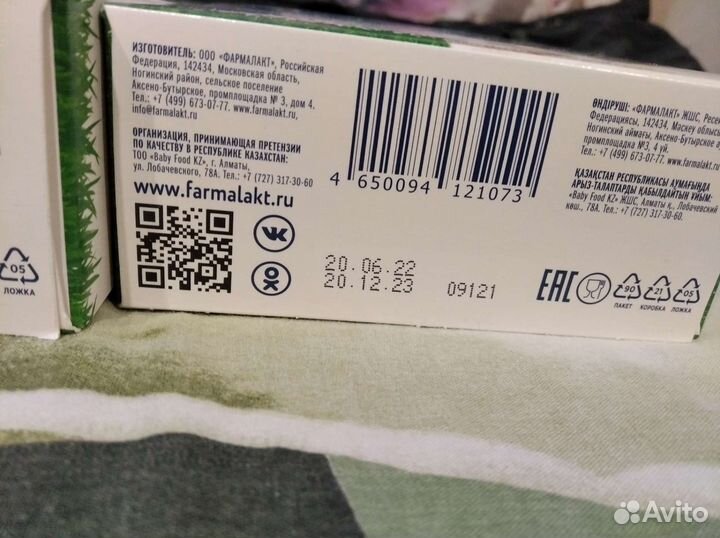 ИЗГОТОВИТЕЛЬ: ООО «ФАРМАЛАКТ», Российская
Федерация, 142434, Московская область,
Ногинский район, сельское поселение
Аксено-Бутырское, промплощадка № 3, дом 4.
Тел.: +7 (499) 673-07-77. www.farmalakt.ru,
info@farmalakt.ru
ОРГАНИЗАЦИЯ, ПРИНИМАЮЩАЯ ПРЕТЕНЗИИ
ПО КАЧЕСТВУ В РЕСПУБЛИКЕ КАЗАХСТАН:
ТОО «Baby Food KZ», г. Алматы,
ул. Лобачевского, 78А. Тел.: +7 (727) 317-30-60
www.farmalakt.ru
4 650094 121073
ӨНДІРУШІ: «ФАРМАЛАКТ» ЖШС, Ресей
Федерациясы, 142434, Мәскеу облысы
Ногинский аймағы, Аксено-Бутырское а
промплощадка №3, 4 үй.
Тел.: +7 (499) 673-07-77. www.farmalakt
ҚАЗАҚСТАН РЕСПУБЛИКАСЫ АУМАҒЫНДА
АРЫЗ-ТАЛАПТАРДЫ ҚАБЫЛДАЙТЫН ҰЙЫМ:
«Baby Food KZ» ЖШС, Алматы қ., Лобачевский
көш., 78А. Тел.: +7 (727) 317-30-60.
20.06.22
20.12.23
09121
EAC
90
ПАКЕТ
21
КОРОБКА
05
ЛОЖКА
05
ЛОЖКА
Avito